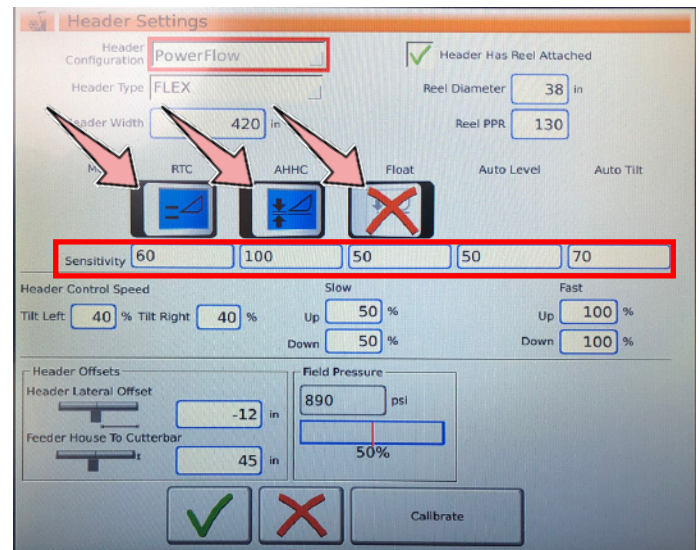 Header Settings
Header Configuration PowerFlow
Header Has Reel Attached
Header Type FLEX
Reel Diameter 38 in
Header Width 420 in
Reel PPR 130
RTC AHHC Float Auto Level Auto Tilt
Sensitivity 60 100 50 50 70
Header Control Speed Slow Fast
Tilt Left 40 % Tilt Right 40 % Up 50 % Up 100 %
Down 50 % Down 100 %
Header Offsets Field Pressure
Header Lateral Offset
-12 in 890 psi
Feeder House To Cutterbar
45 in 50%
Calibrate